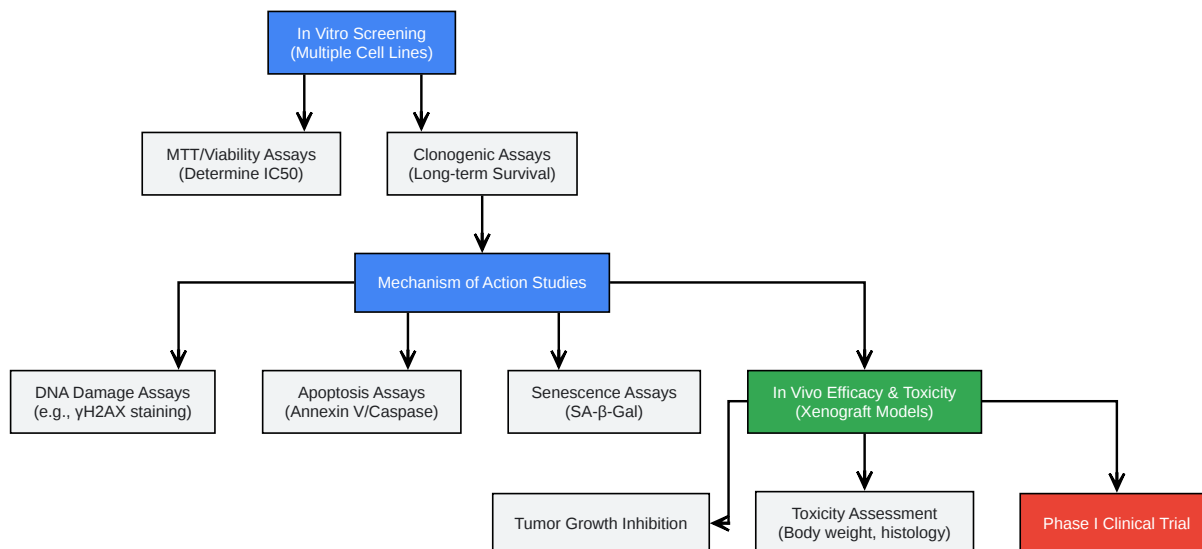 In Vitro Screening
(Multiple Cell Lines)
MTT/Viability Assays
(Determine IC50)
Clonogenic Assays
(Long-term Survival)
Mechanism of Action Studies
DNA Damage Assays
(e.g., γH2AX staining)
Apoptosis Assays
(Annexin V/Caspase)
Senescence Assays
(SA-β-Gal)
In Vivo Efficacy & Toxicity
(Xenograft Models)
Tumor Growth Inhibition
Toxicity Assessment
(Body weight, histology)
Phase I Clinical Trial